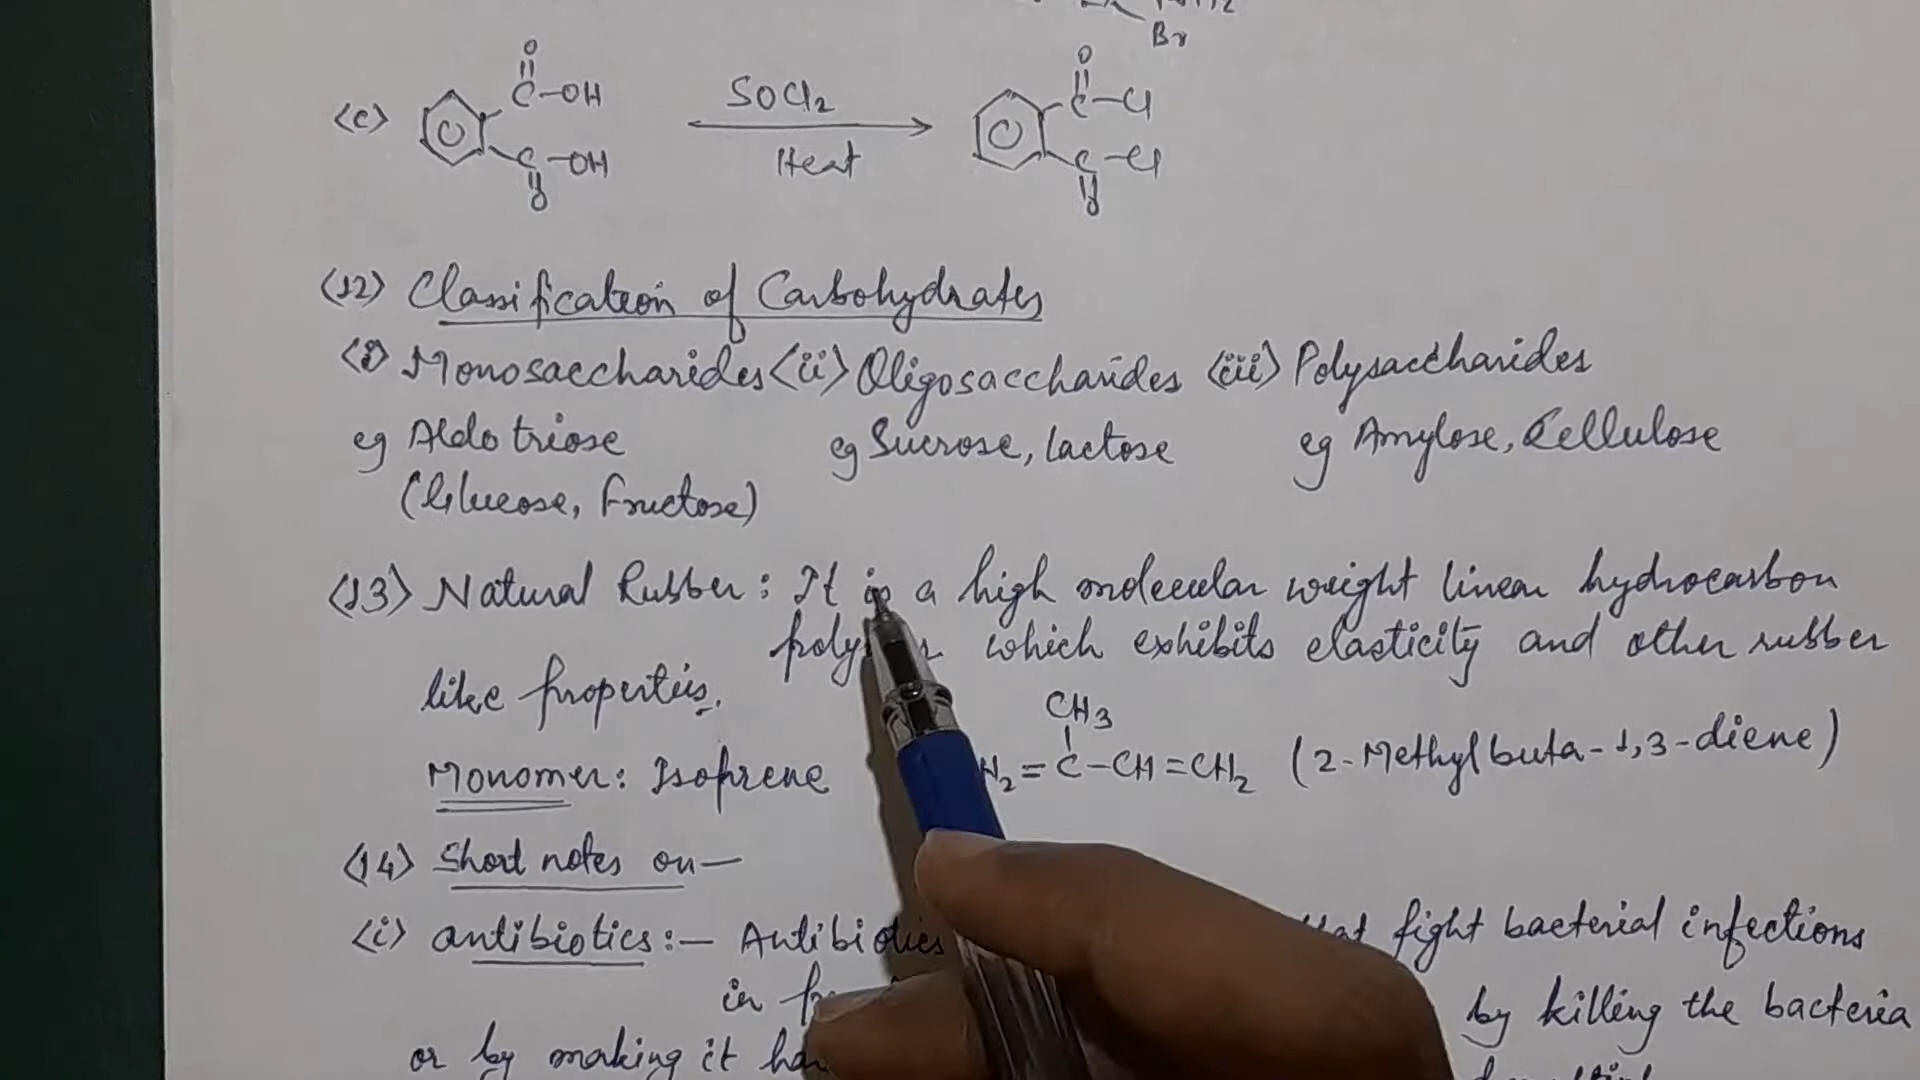 Br
(c) O
C-OH SOCl2 O
C-Cl
C-OH Heat C-Cl
O O
(12) Classification of Carbohydrates
(i) Monosaccharides (ii) Oligosaccharides (iii) Polysaccharides
eg Aldotriose eg Sucrose, Lactose eg Amylose, Cellulose
(Glucose, Fructose)
(13) Natural Rubber: It is a high molecular weight linear hydrocarbon
which exhibits elasticity and other rubber
like properties.
CH3
Monomer: Isoprene H2=C-CH=CH2 (2-Methylbuta-1,3-diene)
(14) Short notes on—
(i) antibiotics:— Antibiotics fight bacterial infections
in by killing the bacteria
or by making it